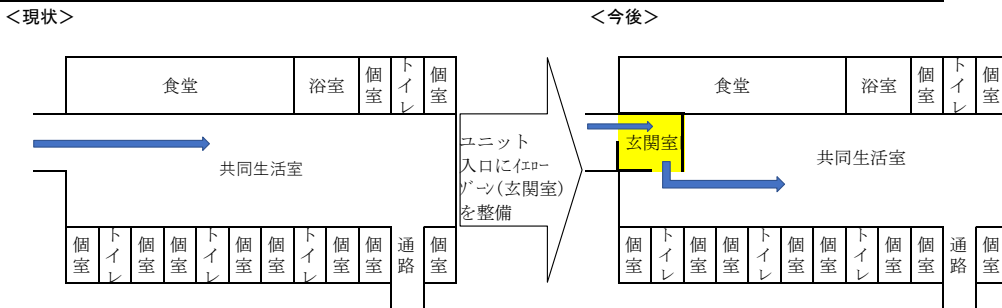 ＜現状＞
＜今後＞
食堂
浴室
個室
トイレ
個室
共同生活室
個室
トイレ
個室
個室
トイレ
個室
個室
トイレ
個室
個室
通路
個室
ユニット
入口にｲｴﾛｰ
ｿﾞｰﾝ(玄関室)
を整備
食堂
浴室
個室
トイレ
個室
玄関室
共同生活室
個室
トイレ
個室
個室
トイレ
個室
個室
トイレ
個室
個室
通路
個室